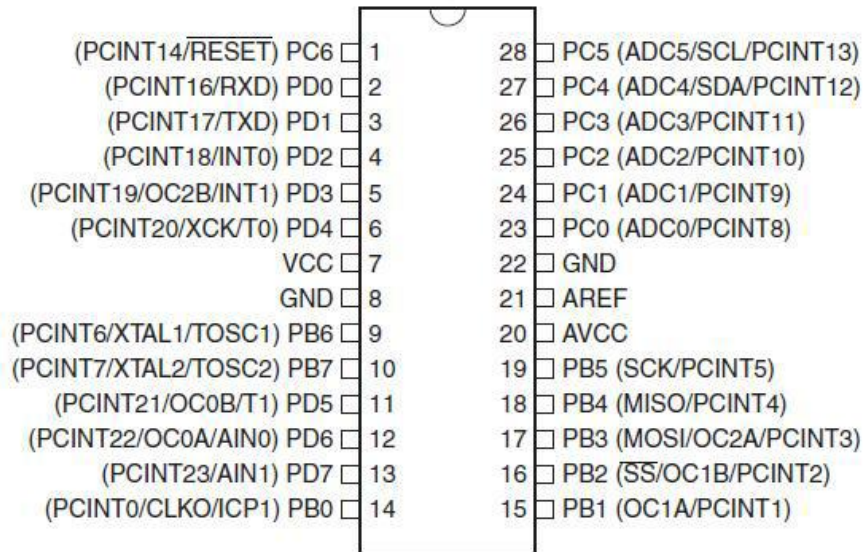 (PCINT14/RESET) PC6 1 28 PC5 (ADC5/SCL/PCINT13)
(PCINT16/RXD) PD0 2 27 PC4 (ADC4/SDA/PCINT12)
(PCINT17/TXD) PD1 3 26 PC3 (ADC3/PCINT11)
(PCINT18/INT0) PD2 4 25 PC2 (ADC2/PCINT10)
(PCINT19/OC2B/INT1) PD3 5 24 PC1 (ADC1/PCINT9)
(PCINT20/XCK/T0) PD4 6 23 PC0 (ADC0/PCINT8)
VCC 7 22 GND
GND 8 21 AREF
(PCINT6/XTAL1/TOSC1) PB6 9 20 AVCC
(PCINT7/XTAL2/TOSC2) PB7 10 19 PB5 (SCK/PCINT5)
(PCINT21/OC0B/T1) PD5 11 18 PB4 (MISO/PCINT4)
(PCINT22/OC0A/AIN0) PD6 12 17 PB3 (MOSI/OC2A/PCINT3)
(PCINT23/AIN1) PD7 13 16 PB2 (SS/OC1B/PCINT2)
(PCINT0/CLKO/ICP1) PB0 14 15 PB1 (OC1A/PCINT1)